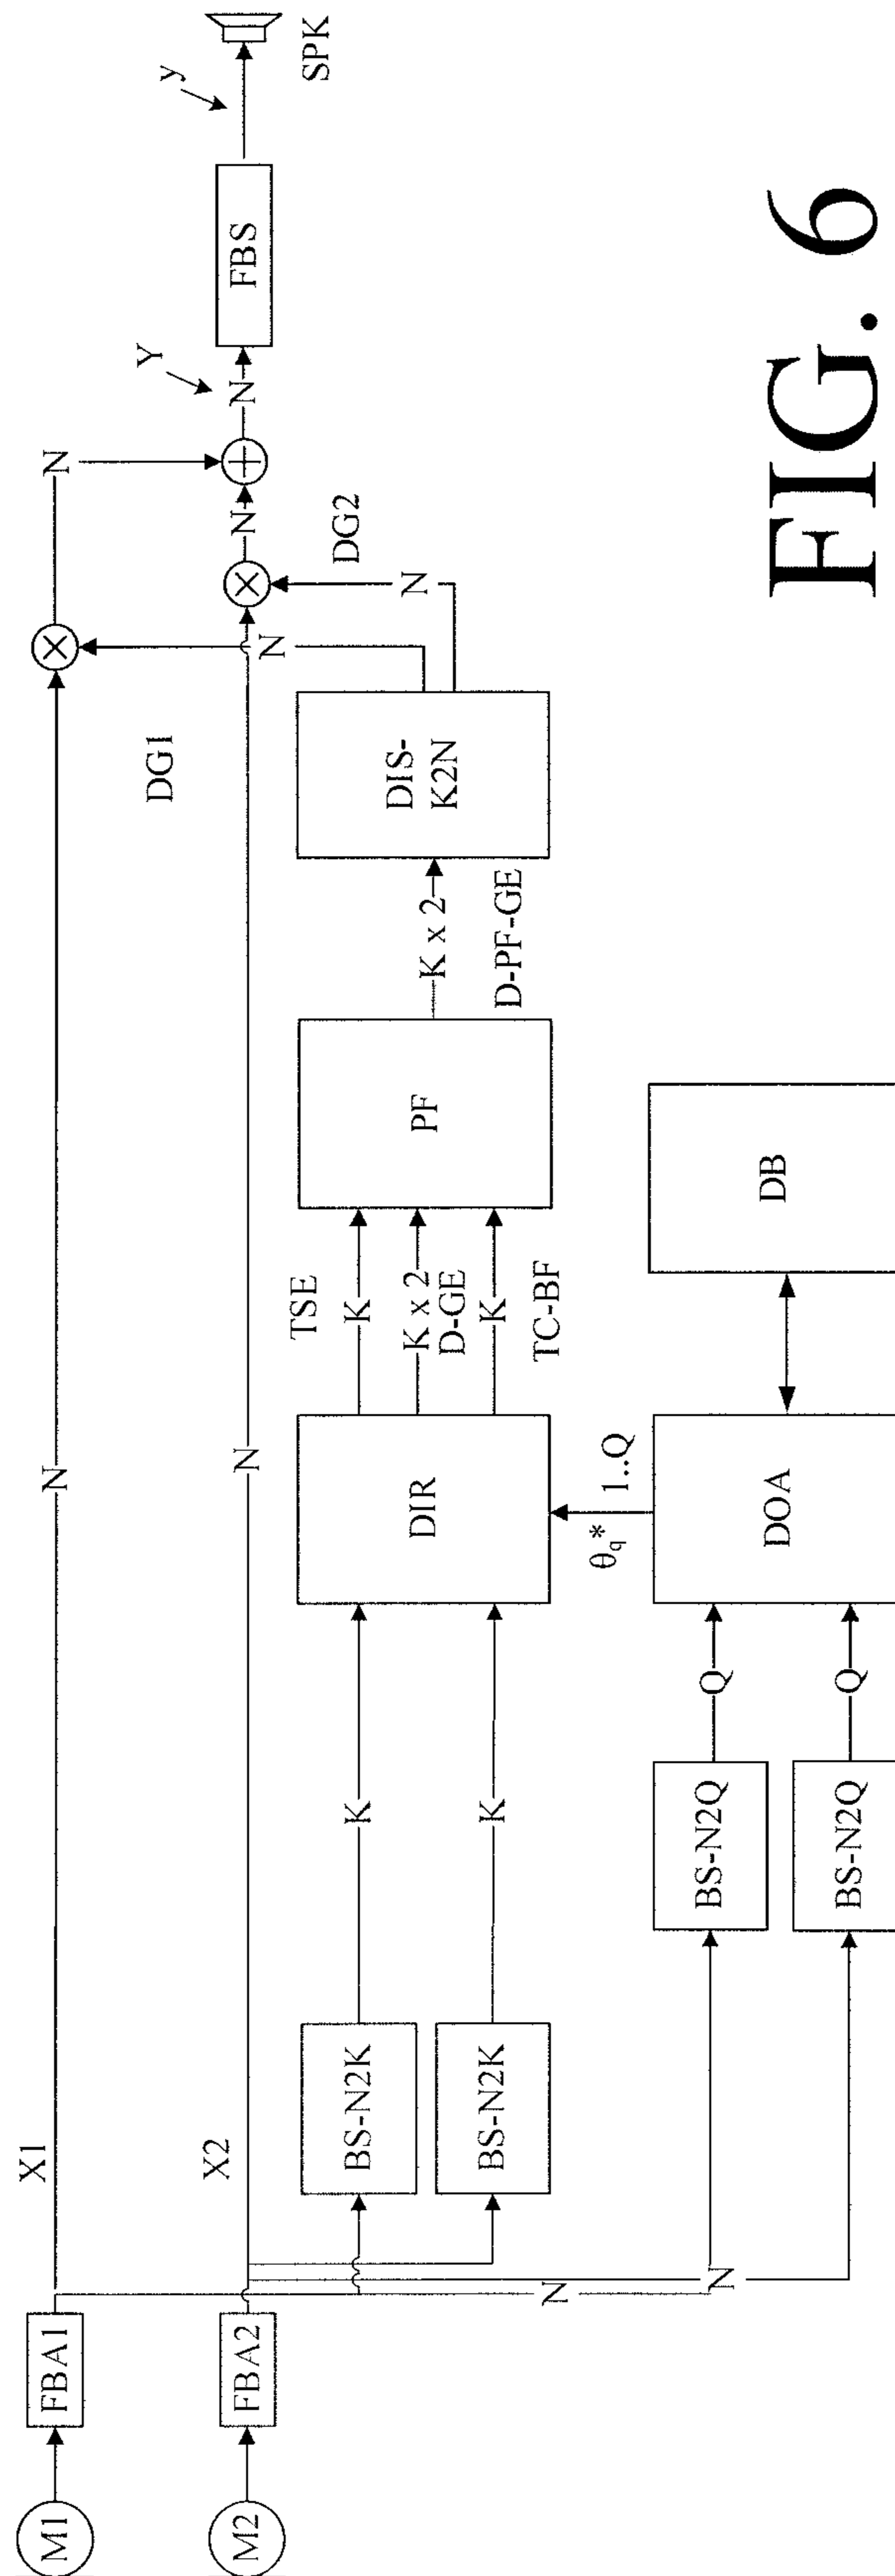 M1
FBA1
X1
N
N
DG1
M2
FBA2
X2
N
N
N
Y
FBS
y
SPK
BS-N2K
K
BS-N2K
K
DIR
TSE
K
K x 2
D-GE
K
TC-BF
PF
K x 2
D-PF-GE
DIS-
K2N
N
N
DG2
N
N
BS-N2Q
Q
BS-N2Q
Q
DOA
θq*
1..Q
DB
FIG. 6